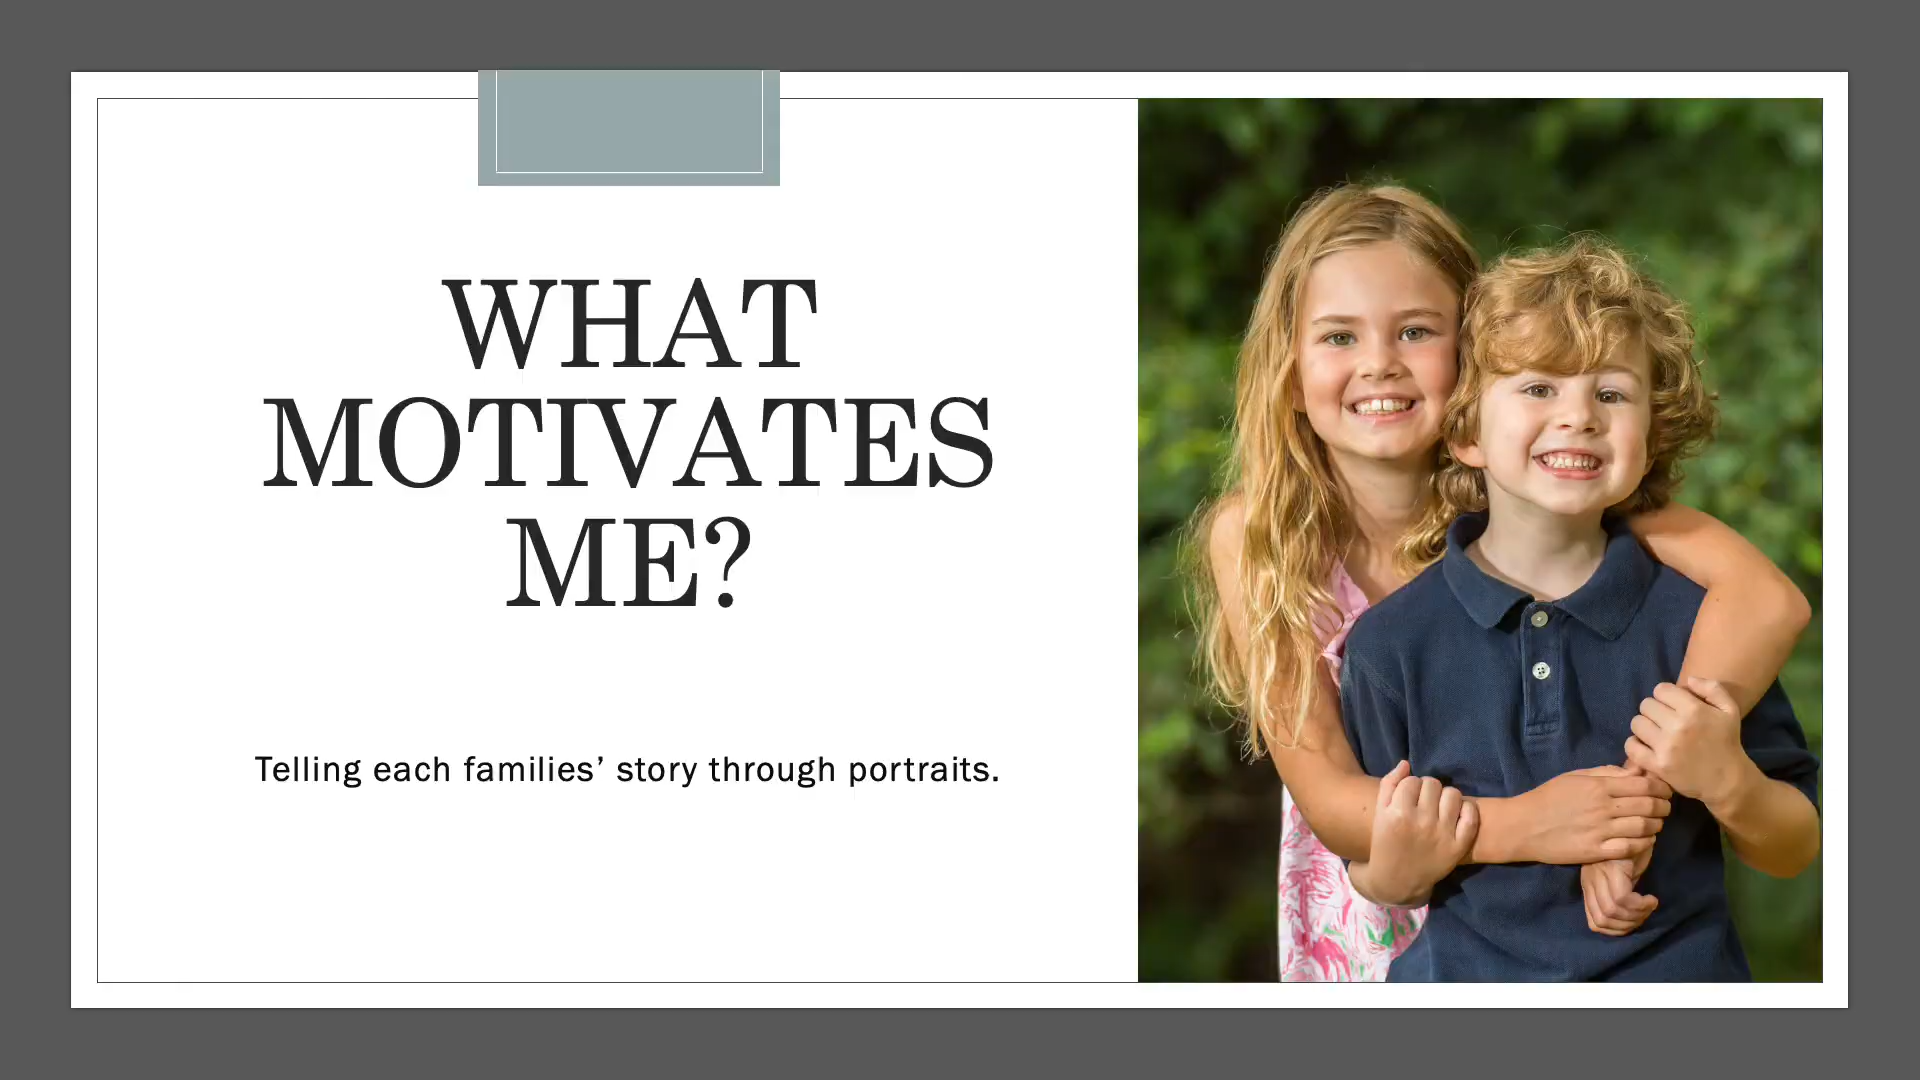 WHAT
MOTIVATES
ME?
Telling each families’ story through portraits.